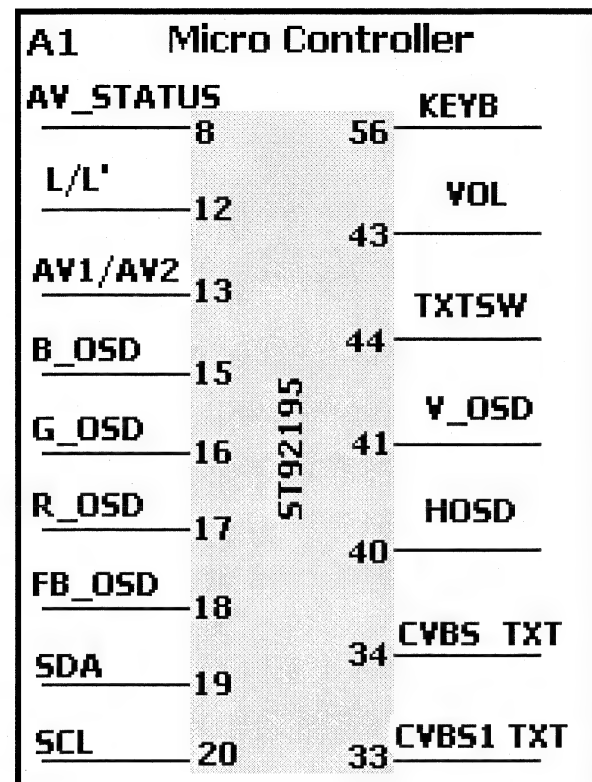 A1 Micro Controller
AV_STATUS
8
L/L'
12
AV1/AV2
13
B_OSD
15
G_OSD
16
R_OSD
17
FB_OSD
18
SDA
19
SCL
20
ST92195
KEYB
56
VOL
43
TXTSW
44
V_OSD
41
HOSD
40
CVBS TXT
34
CVBS1 TXT
33